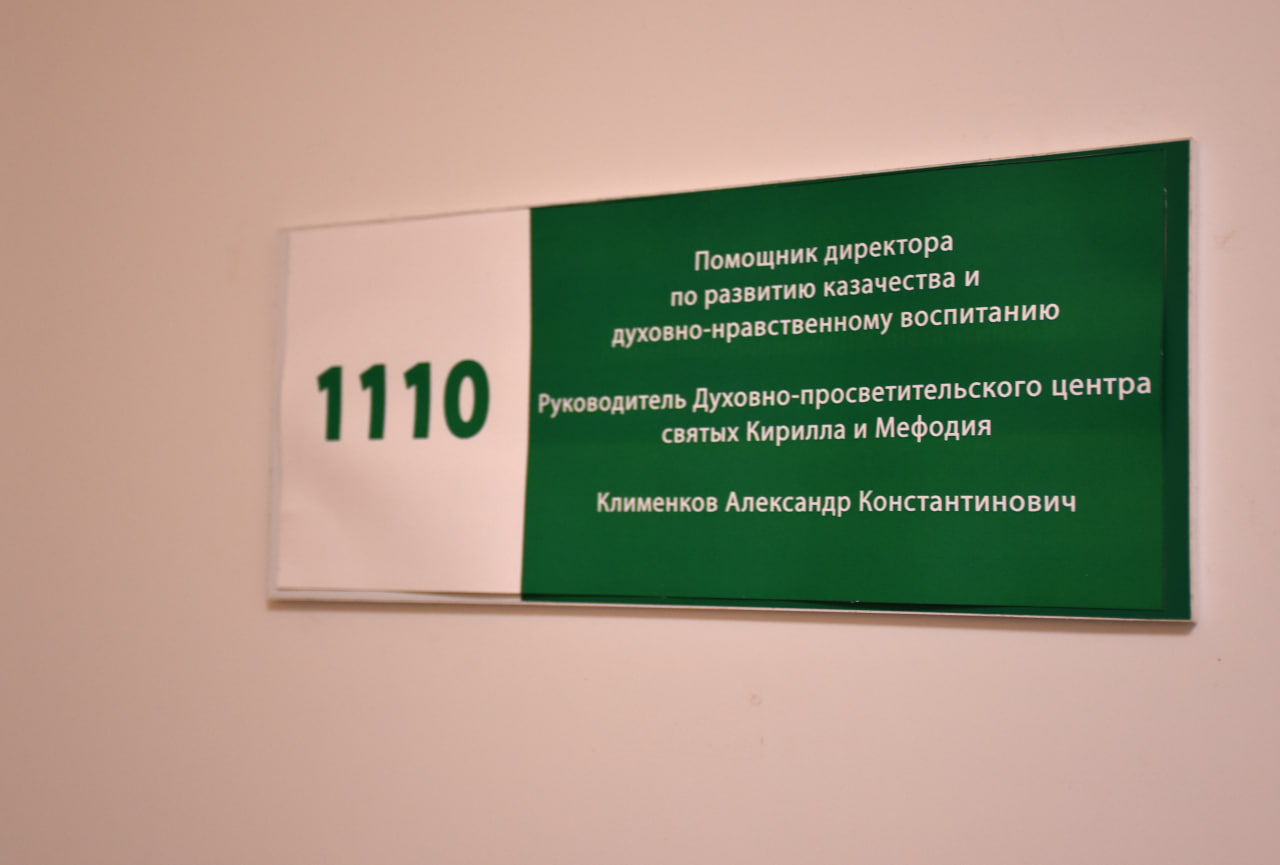 1110
Помощник директора
по развитию казачества и
духовно-нравственному воспитанию
Руководитель Духовно-просветительского центра
святых Кирилла и Мефодия
Клименков Александр Константинович